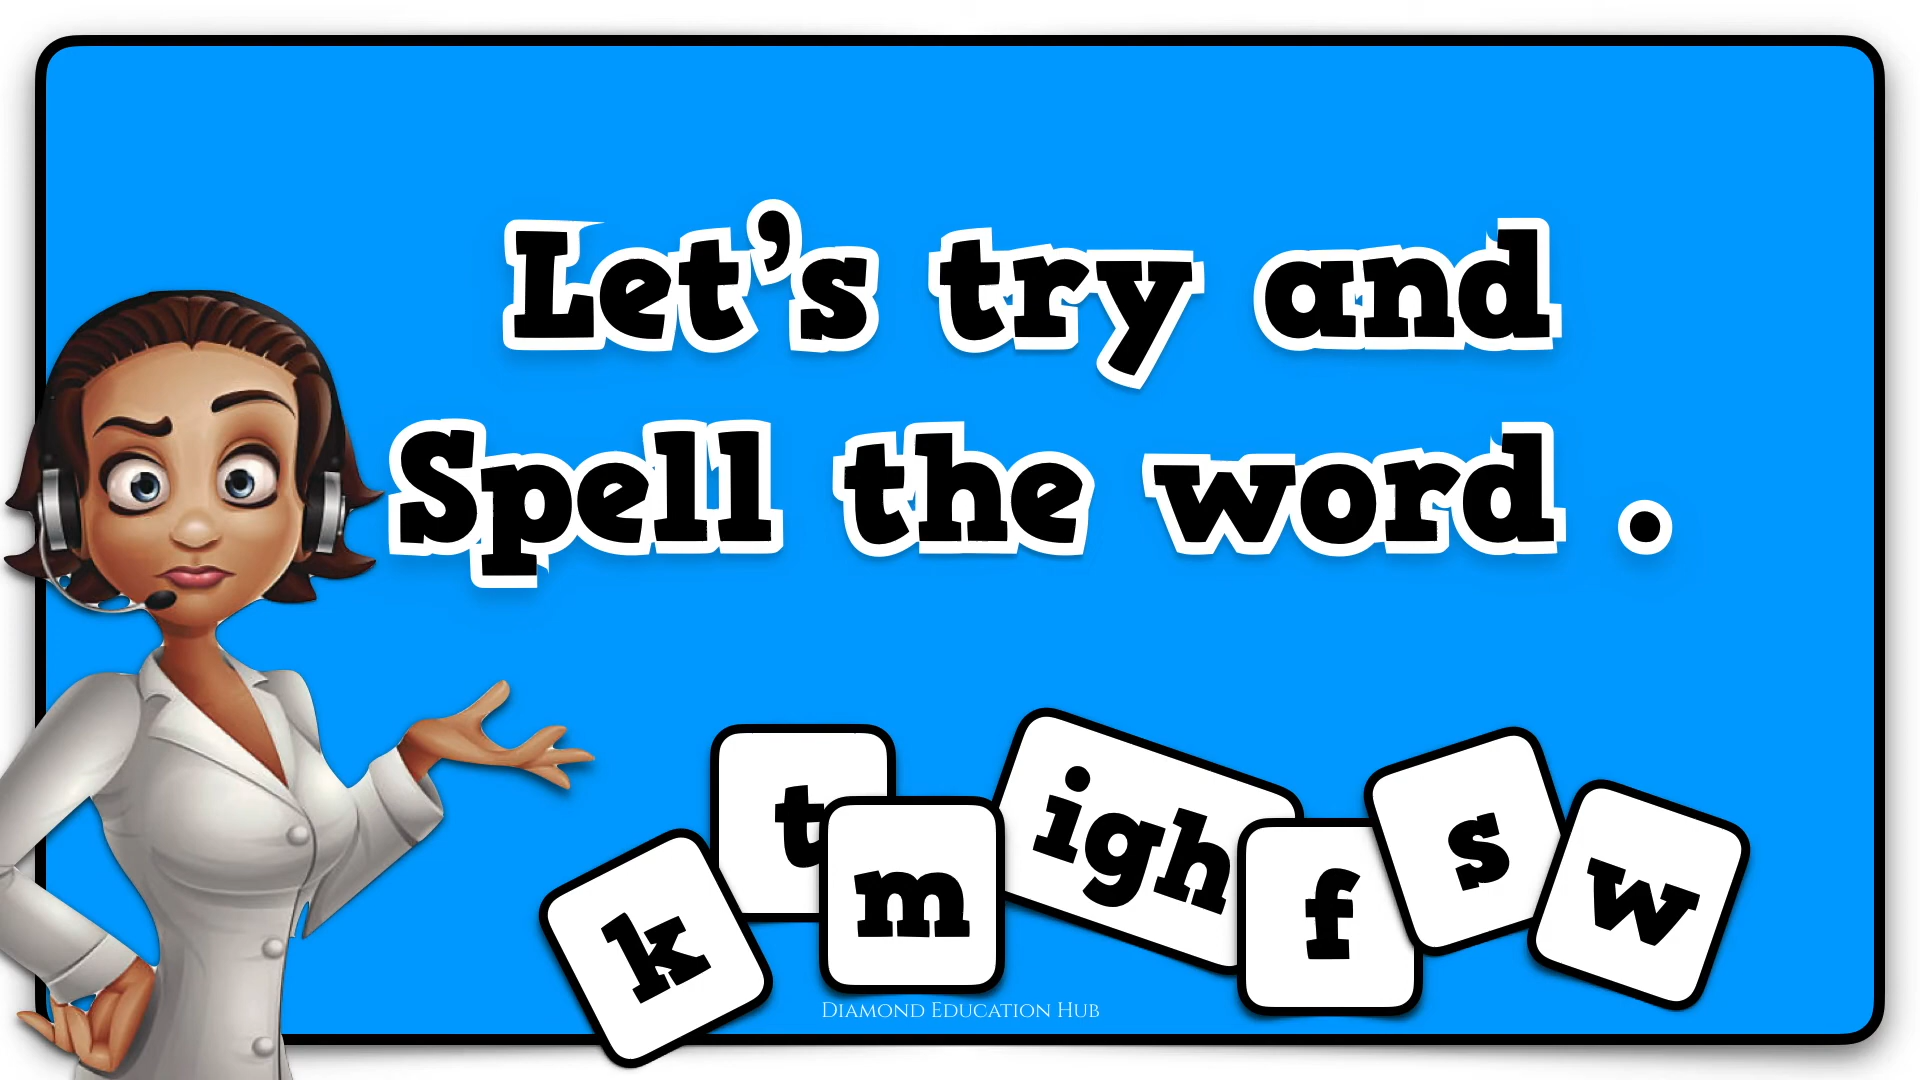 Let’s try and
Spell the word .
k
t
m
igh
f
s
w
Diamond Education Hub